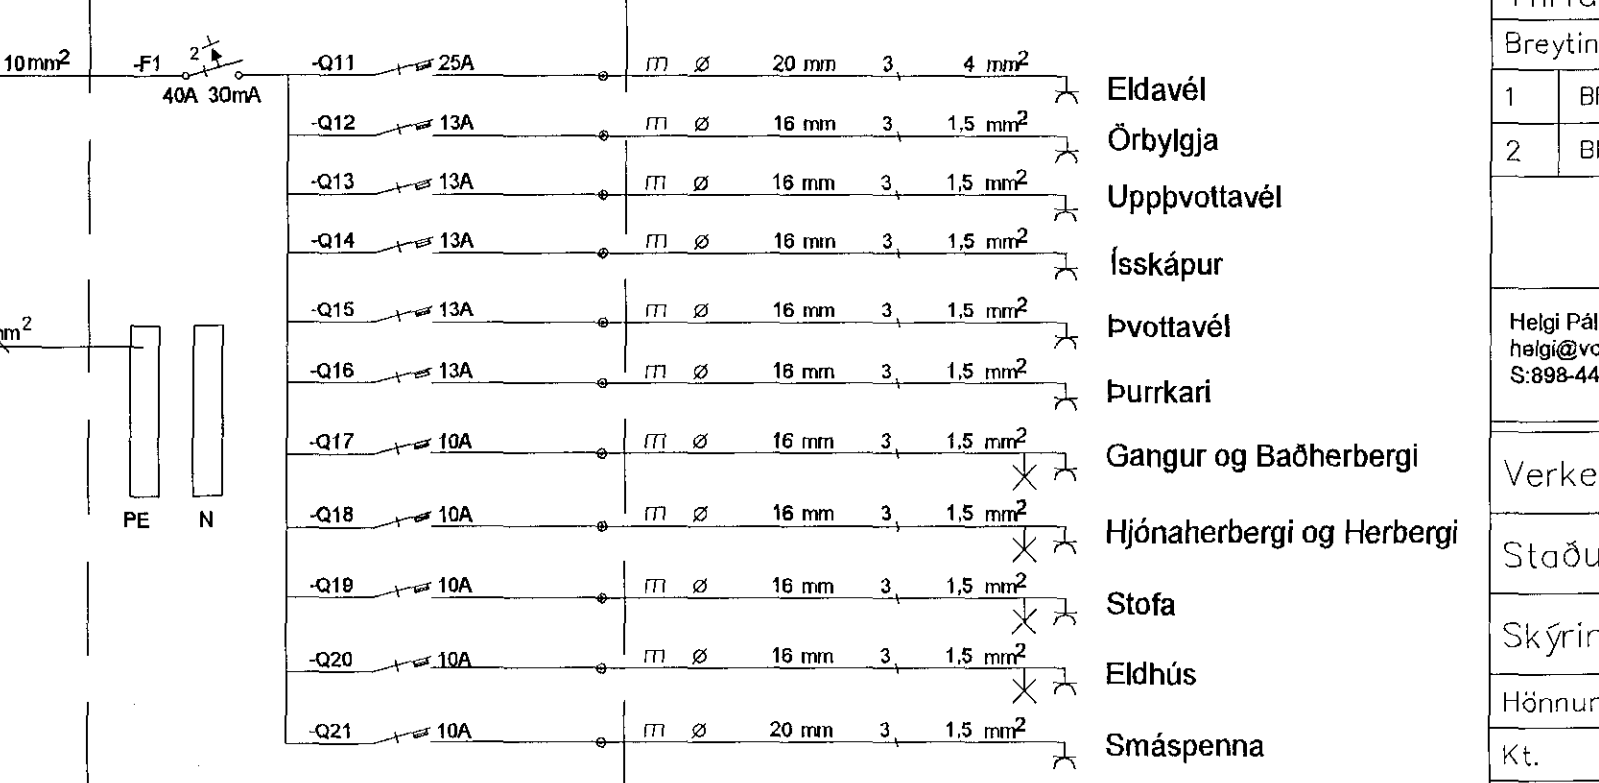 10mm² -F1 2 40A 30mA
-Q11 25A m Ø 20 mm 3 4 mm² Eldavél
-Q12 13A m Ø 16 mm 3 1,5 mm² Örbylgja
-Q13 13A m Ø 16 mm 3 1,5 mm² Uppþvottavél
-Q14 13A m Ø 16 mm 3 1,5 mm² Ísskápur
-Q15 13A m Ø 16 mm 3 1,5 mm² Þvottavél
-Q16 13A m Ø 16 mm 3 1,5 mm² Þurrkari
-Q17 10A m Ø 16 mm 3 1,5 mm² Gangur og Baðherbergi
-Q18 10A m Ø 16 mm 3 1,5 mm² Hjónaherbergi og Herbergi
-Q19 10A m Ø 16 mm 3 1,5 mm² Stofa
-Q20 10A m Ø 16 mm 3 1,5 mm² Eldhús
-Q21 10A m Ø 20 mm 3 1,5 mm² Smáspenna
PE N
Breytin
1
2
Helgi Pál
helgi@vo
S:898-44
Verke
Staðu
Skýrin
Hönnun
Kt.